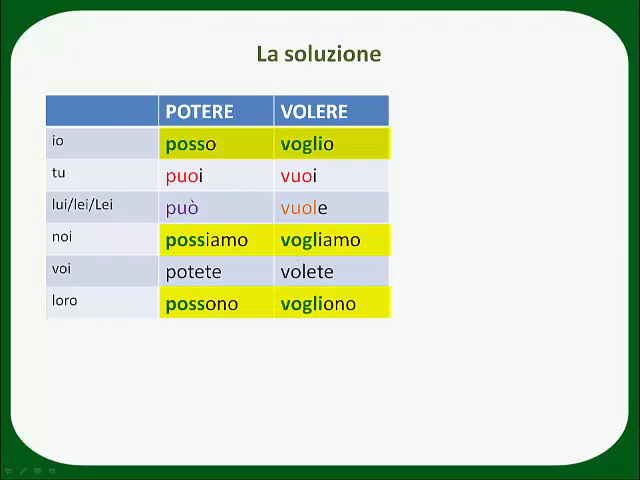 La soluzione
POTERE VOLERE
io posso voglio
tu puoi vuoi
lui/lei/Lei può vuole
noi possiamo vogliamo
voi potete volete
loro possono vogliono